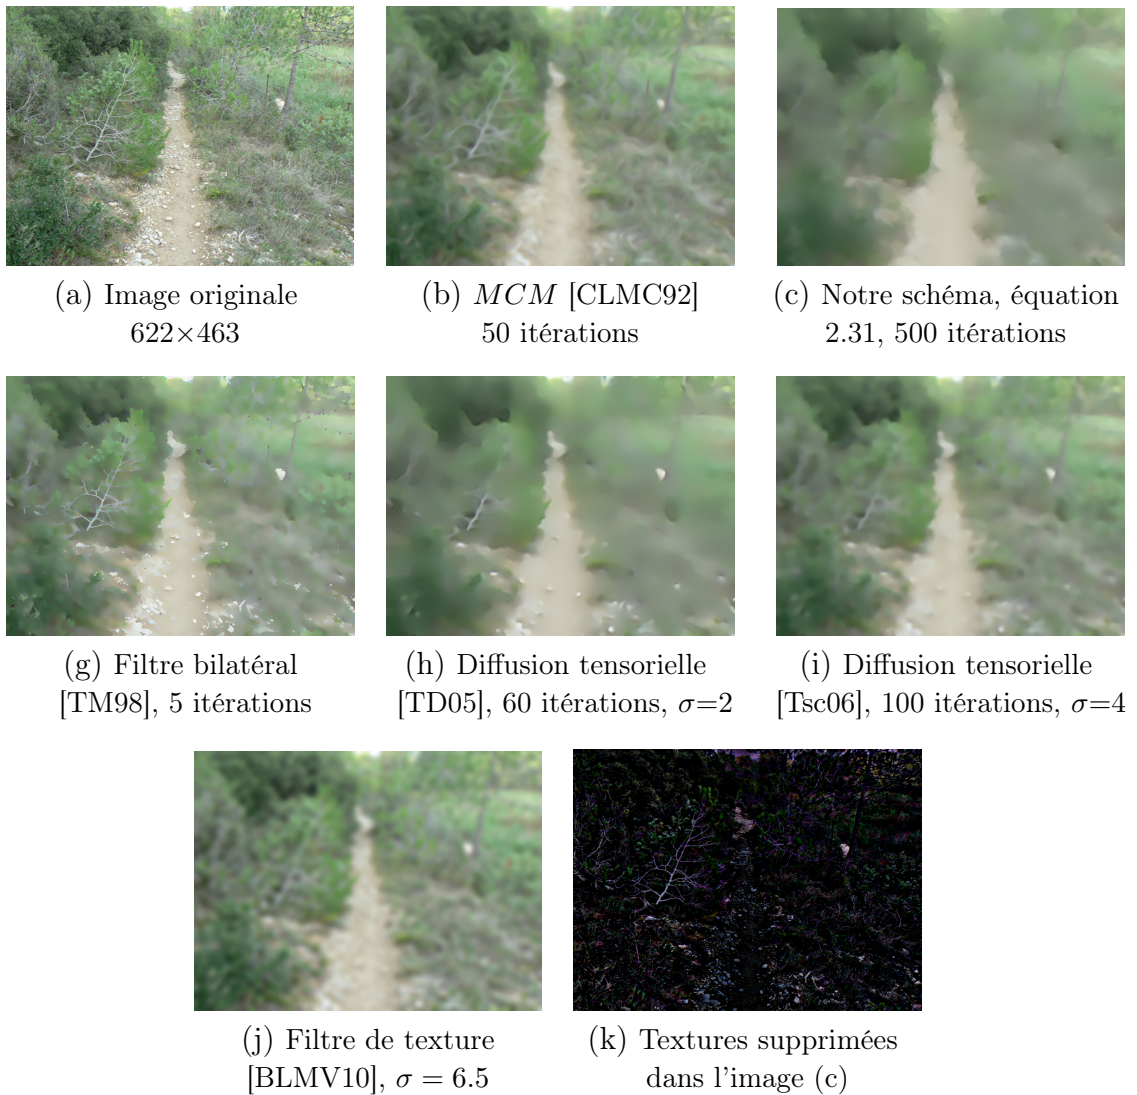 (a) Image originale
622×463
(b) MCM [CLMC92]
50 itérations
(c) Notre schéma, équation
2.31, 500 itérations
(g) Filtre bilatéral
[TM98], 5 itérations
(h) Diffusion tensorielle
[TD05], 60 itérations, σ=2
(i) Diffusion tensorielle
[Tsc06], 100 itérations, σ=4
(j) Filtre de texture
[BLMV10], σ = 6.5
(k) Textures supprimées
dans l'image (c)